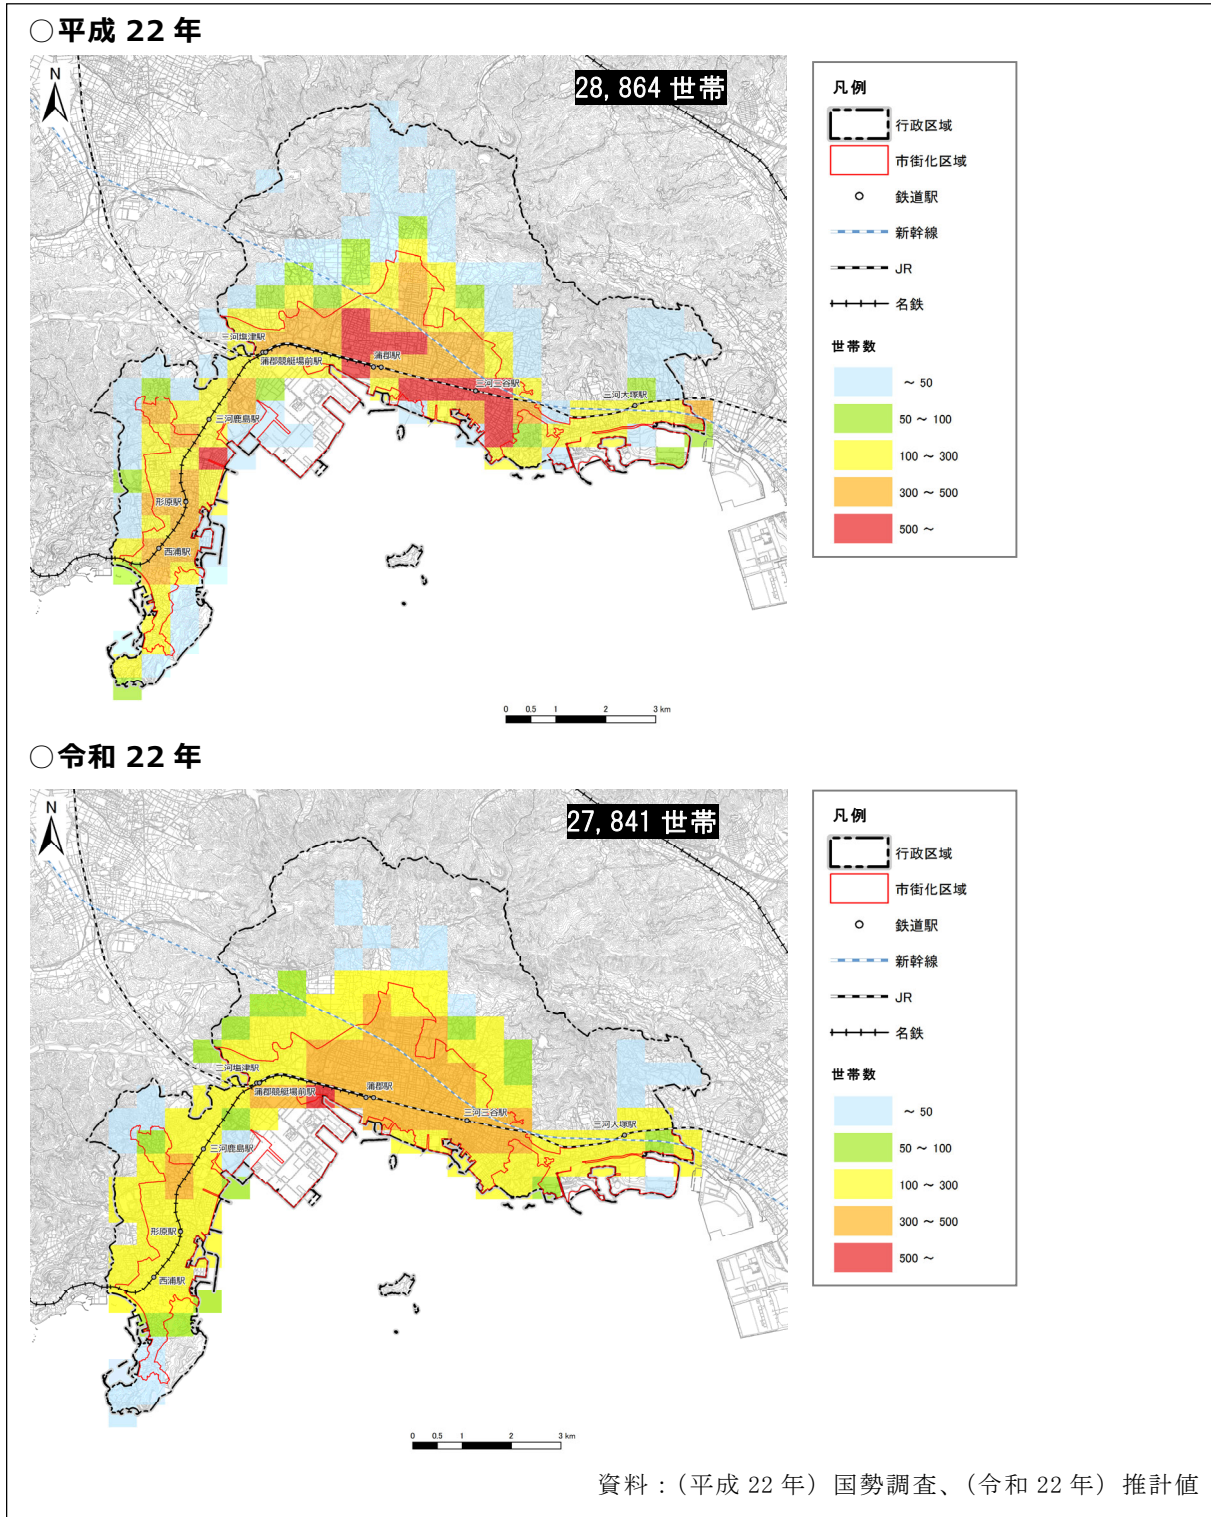 ○平成 22 年
N
28,864 世帯
三河塩津駅
蒲郡競艇場前駅
蒲郡駅
三河三谷駅
三河大塚駅
三河鹿島駅
形原駅
西浦駅
0 0.5 1 2 3 km
凡例
行政区域
市街化区域
鉄道駅
新幹線
JR
名鉄
世帯数
～ 50
50 ～ 100
100 ～ 300
300 ～ 500
500 ～
○令和 22 年
N
27,841 世帯
三河塩津駅
蒲郡競艇場前駅
蒲郡駅
三河三谷駅
三河大塚駅
三河鹿島駅
形原駅
西浦駅
0 0.5 1 2 3 km
凡例
行政区域
市街化区域
鉄道駅
新幹線
JR
名鉄
世帯数
～ 50
50 ～ 100
100 ～ 300
300 ～ 500
500 ～
資料：（平成 22 年）国勢調査、（令和 22 年）推計値